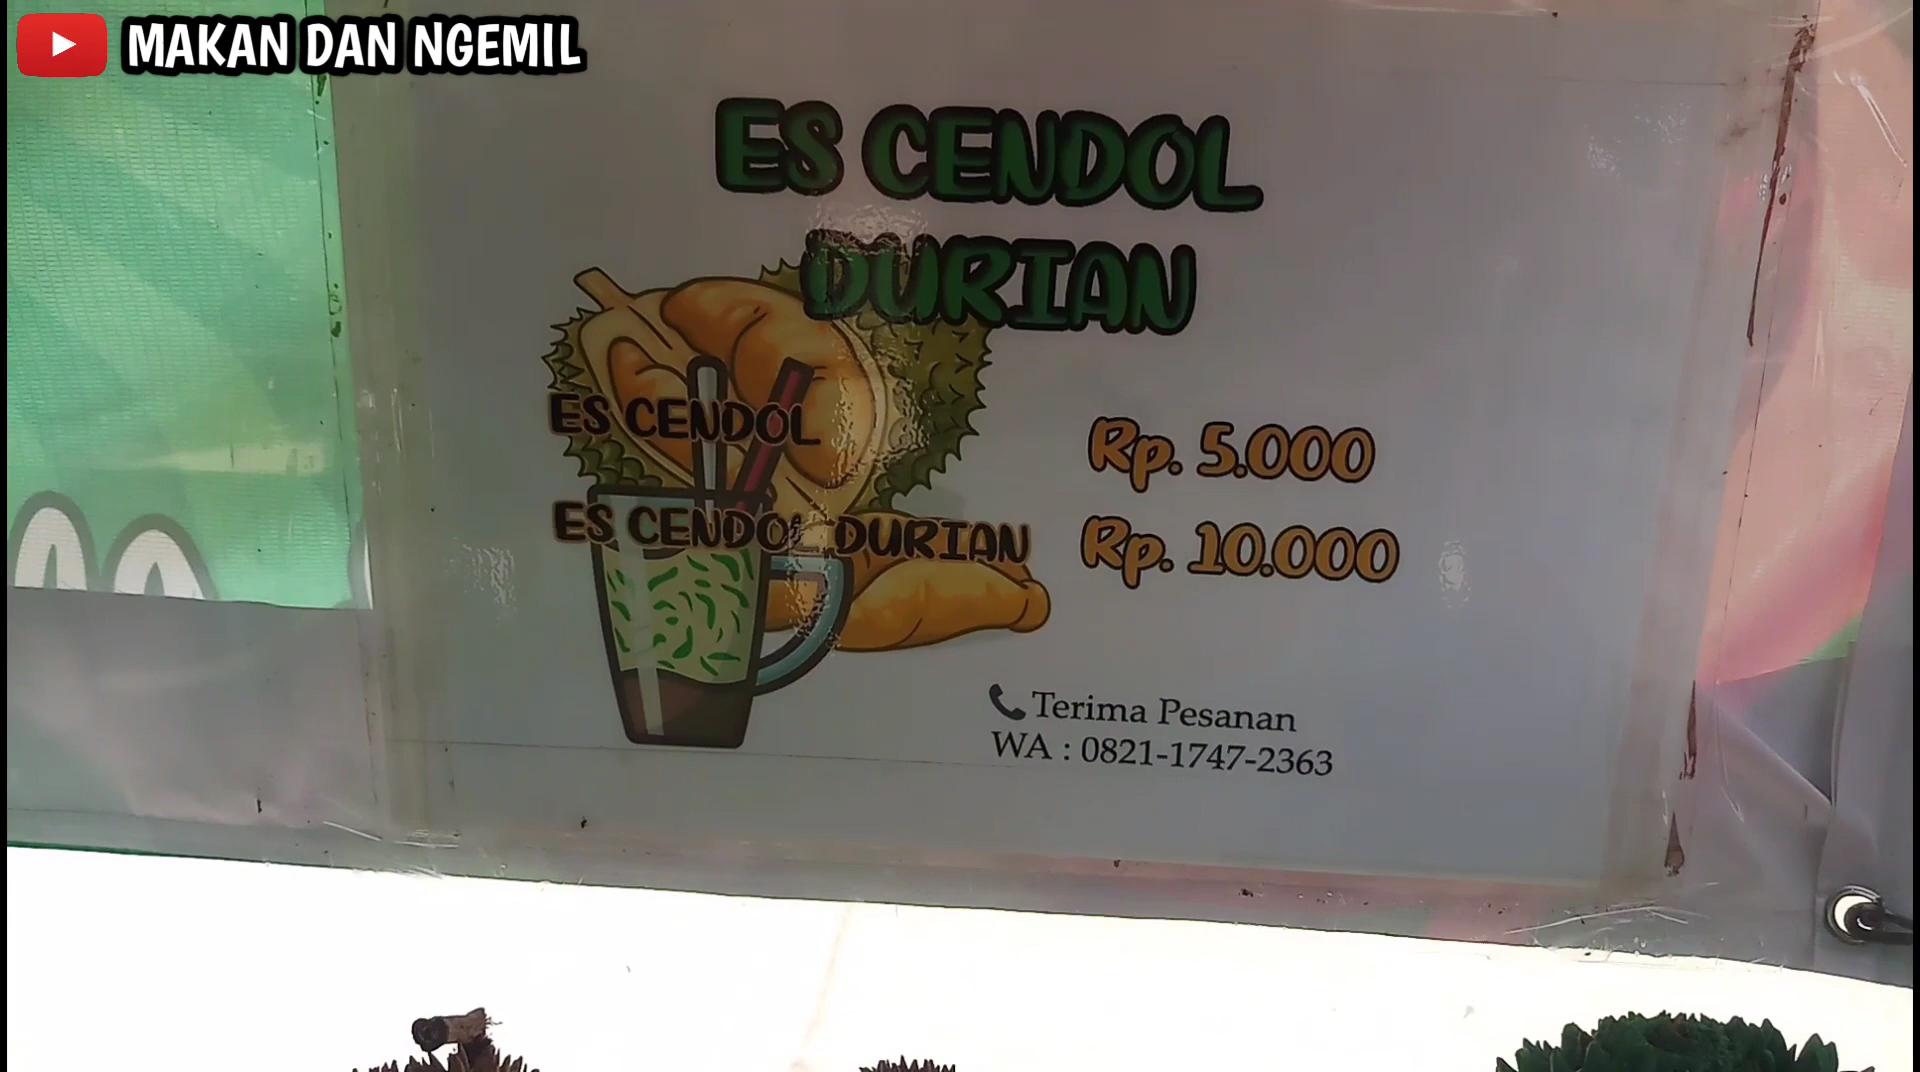 MAKAN DAN NGEMIL
ES CENDOL
DURIAN
ES CENDOL Rp. 5.000
ES CENDOL DURIAN Rp. 10.000
Terima Pesanan
WA : 0821-1747-2363